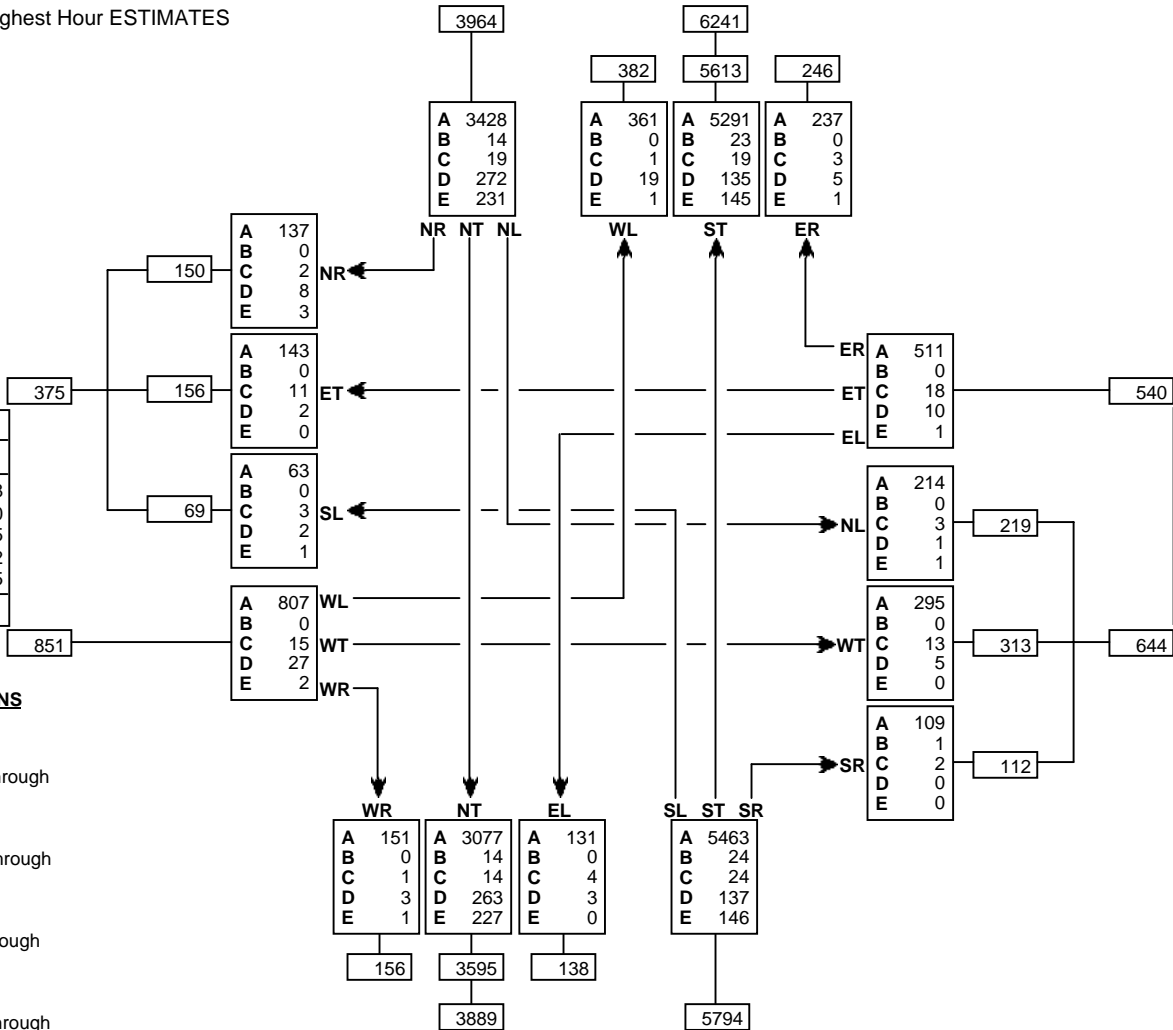 ghest Hour ESTIMATES
3964
6241
382
5613
246
A 3428
B 14
C 19
D 272
E 231
A 361
B 0
C 1
D 19
E 1
A 5291
B 23
C 19
D 135
E 145
A 237
B 0
C 3
D 5
E 1
NR NT NL
WL
ST
ER
150
A 137
B 0
C 2
D 8
E 3
NR
375
156
A 143
B 0
C 11
D 2
E 0
ET
69
A 63
B 0
C 3
D 2
E 1
SL
851
A 807
B 0
C 15
D 27
E 2
WL
WT
WR
ER
ET
EL
A 511
B 0
C 18
D 10
E 1
540
NL
A 214
B 0
C 3
D 1
E 1
219
WT
A 295
B 0
C 13
D 5
E 0
313
644
SR
A 109
B 1
C 2
D 0
E 0
112
NS
rough
hrough
ough
hrough
WR
NT
EL
SL ST SR
A 151
B 0
C 1
D 3
E 1
A 3077
B 14
C 14
D 263
E 227
A 131
B 0
C 4
D 3
E 0
A 5463
B 24
C 24
D 137
E 146
156
3595
138
3889
5794